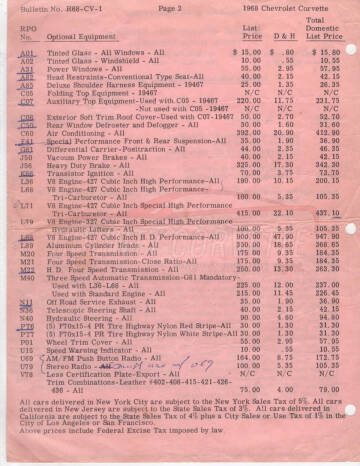 Bulletin No. H68-CV-1 Page 2 1968 Chevrolet Corvette
Total
RPO List Domestic
No. Optional Equipment Price D & H List Price
A01 Tinted Glass - All Windows - All $ 15.00 $ .80 $ 15.80
A02 Tinted Glass - Windshield - All 10.00 .55 10.55
A31 Power Windows - All 55.00 2.95 57.95
A82 Head Restraints-Conventional Type Seat-All 40.00 2.15 42.15
A85 Deluxe Shoulder Harness Equipment - 19467 25.00 1.35 26.35
C05 Folding Top Equipment - 19467 N/C N/C N/C
C07 Auxiliary Top Equipment-Used with C05 - 19467 220.00 11.75 231.75
-Not used with C05 - 19467 N/C N/C N/C
C08 Exterior Soft Trim Roof Cover-Used with C07-19467 50.00 2.70 52.70
C50 Rear Window Defroster and Defogger - All 30.00 1.60 31.60
C60 Air Conditioning - All 392.00 20.90 412.90
F41 Special Performance Front & Rear Suspension-All 35.00 1.90 36.90
G81 Differential Carrier-Positraction - All 44.00 2.35 46.35
J50 Vacuum Power Brakes - All 40.00 2.15 42.15
J56 Heavy Duty Brake - All 325.00 17.30 342.30
K66 Transistor Ignition - All 70.00 3.75 73.75
L36 V8 Engine-427 Cubic Inch High Performance-All 190.00 10.15 200.15
L68 V8 Engine-427 Cubic Inch High Performance-
Tri-Carburetor - All 100.00 5.35 105.35
L71 V8 Engine-427 Cubic Inch High Performance
Tri-Carburetor - All 415.00 22.10 437.10
L79 V8 Engine-327 Cubic Inch High Performance-
Hydraulic Lifters - All 100.00 5.35 105.35
L88 V8 Engine-427 Cubic Inch H.D. Performance-All 900.00 47.90 947.90
L89 Aluminum Cylinder Heads - All 350.00 18.65 368.65
M20 Four Speed Transmission - All 175.00 9.35 184.35
M21 Four Speed Transmission-Close Ratio-All 175.00 9.35 184.35
M22 H.D. Four Speed Transmission - All 250.00 13.30 263.30
M40 Three Speed Automatic Transmission-G81 Mandatory-
Used with L36-L68 - All 225.00 12.00 237.00
Used with Standard Engine - All 215.00 11.45 226.45
N11 Off Road Service Exhaust - All 35.00 1.90 36.90
N36 Telescopic Steering Shaft - All 40.00 2.15 42.15
N40 Hydraulic Steering - All 90.00 4.80 94.80
PT6 (5) F70x15-4 PR Tire Highway Nylon Red Stripe-All 30.00 1.30 31.30
PT7 (5) F70x15-4 PR Tire Highway Nylon White Stripe-All 30.00 1.30 31.30
P01 Wheel Trim Cover - All 55.00 2.95 57.95
U15 Speed Warning Indicator - All 10.00 .55 10.55
U69 AM/FM Push Button Radio - All 164.00 8.75 172.75
U79 Stereo Radio - All 100.00 5.35 105.35
V78 Less Certification Plate-Export - All N/C N/C N/C
Trim Combinations-Leather #402-408-415-421-426-
436 - All 75.00 4.00 79.00
All cars delivered in New York City are subject to the New York Sales Tax of 5%. All cars
delivered in New Jersey are subject to the State Sales Tax of 3%. All cars delivered in
California are subject to the State Sales Tax of 4% plus a City Sales or Use Tax of 1% in the
City of Los Angeles or San Francisco.
Above prices include Federal Excise Tax imposed by law